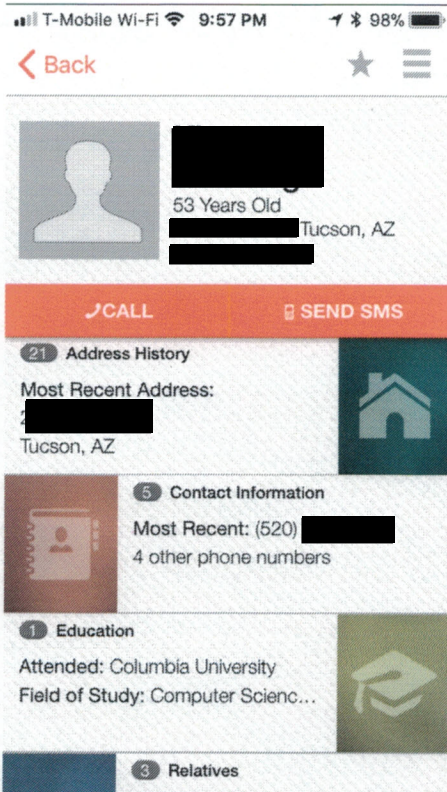 T-Mobile Wi-Fi 9:57 PM 98%
Back
53 Years Old
Tucson, AZ
CALL SEND SMS
21 Address History
Most Recent Address:
Tucson, AZ
5 Contact Information
Most Recent: (520)
4 other phone numbers
1 Education
Attended: Columbia University
Field of Study: Computer Scienc...
3 Relatives